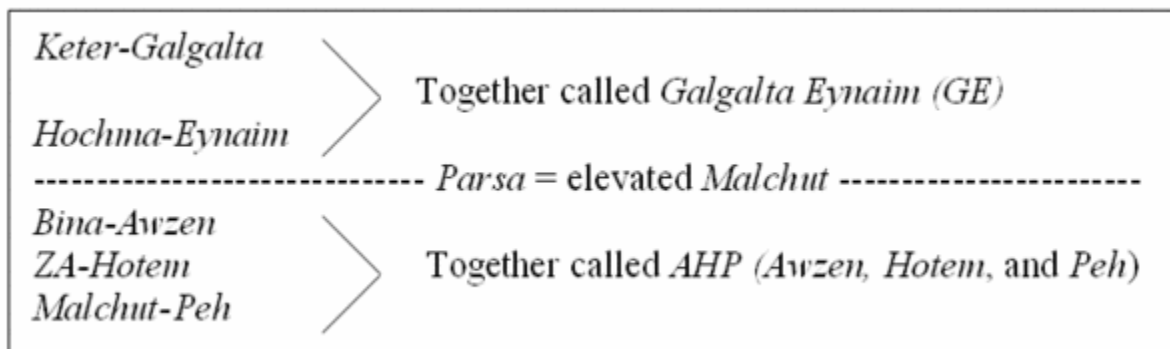 Keter-Galgalta
Together called Galgalta Eynaim (GE)
Hochma-Eynaim
------------------------------- Parsa = elevated Malchut ------------------------
Bina-Awzen
ZA-Hotem
Together called AHP (Awzen, Hotem, and Peh)
Malchut-Peh